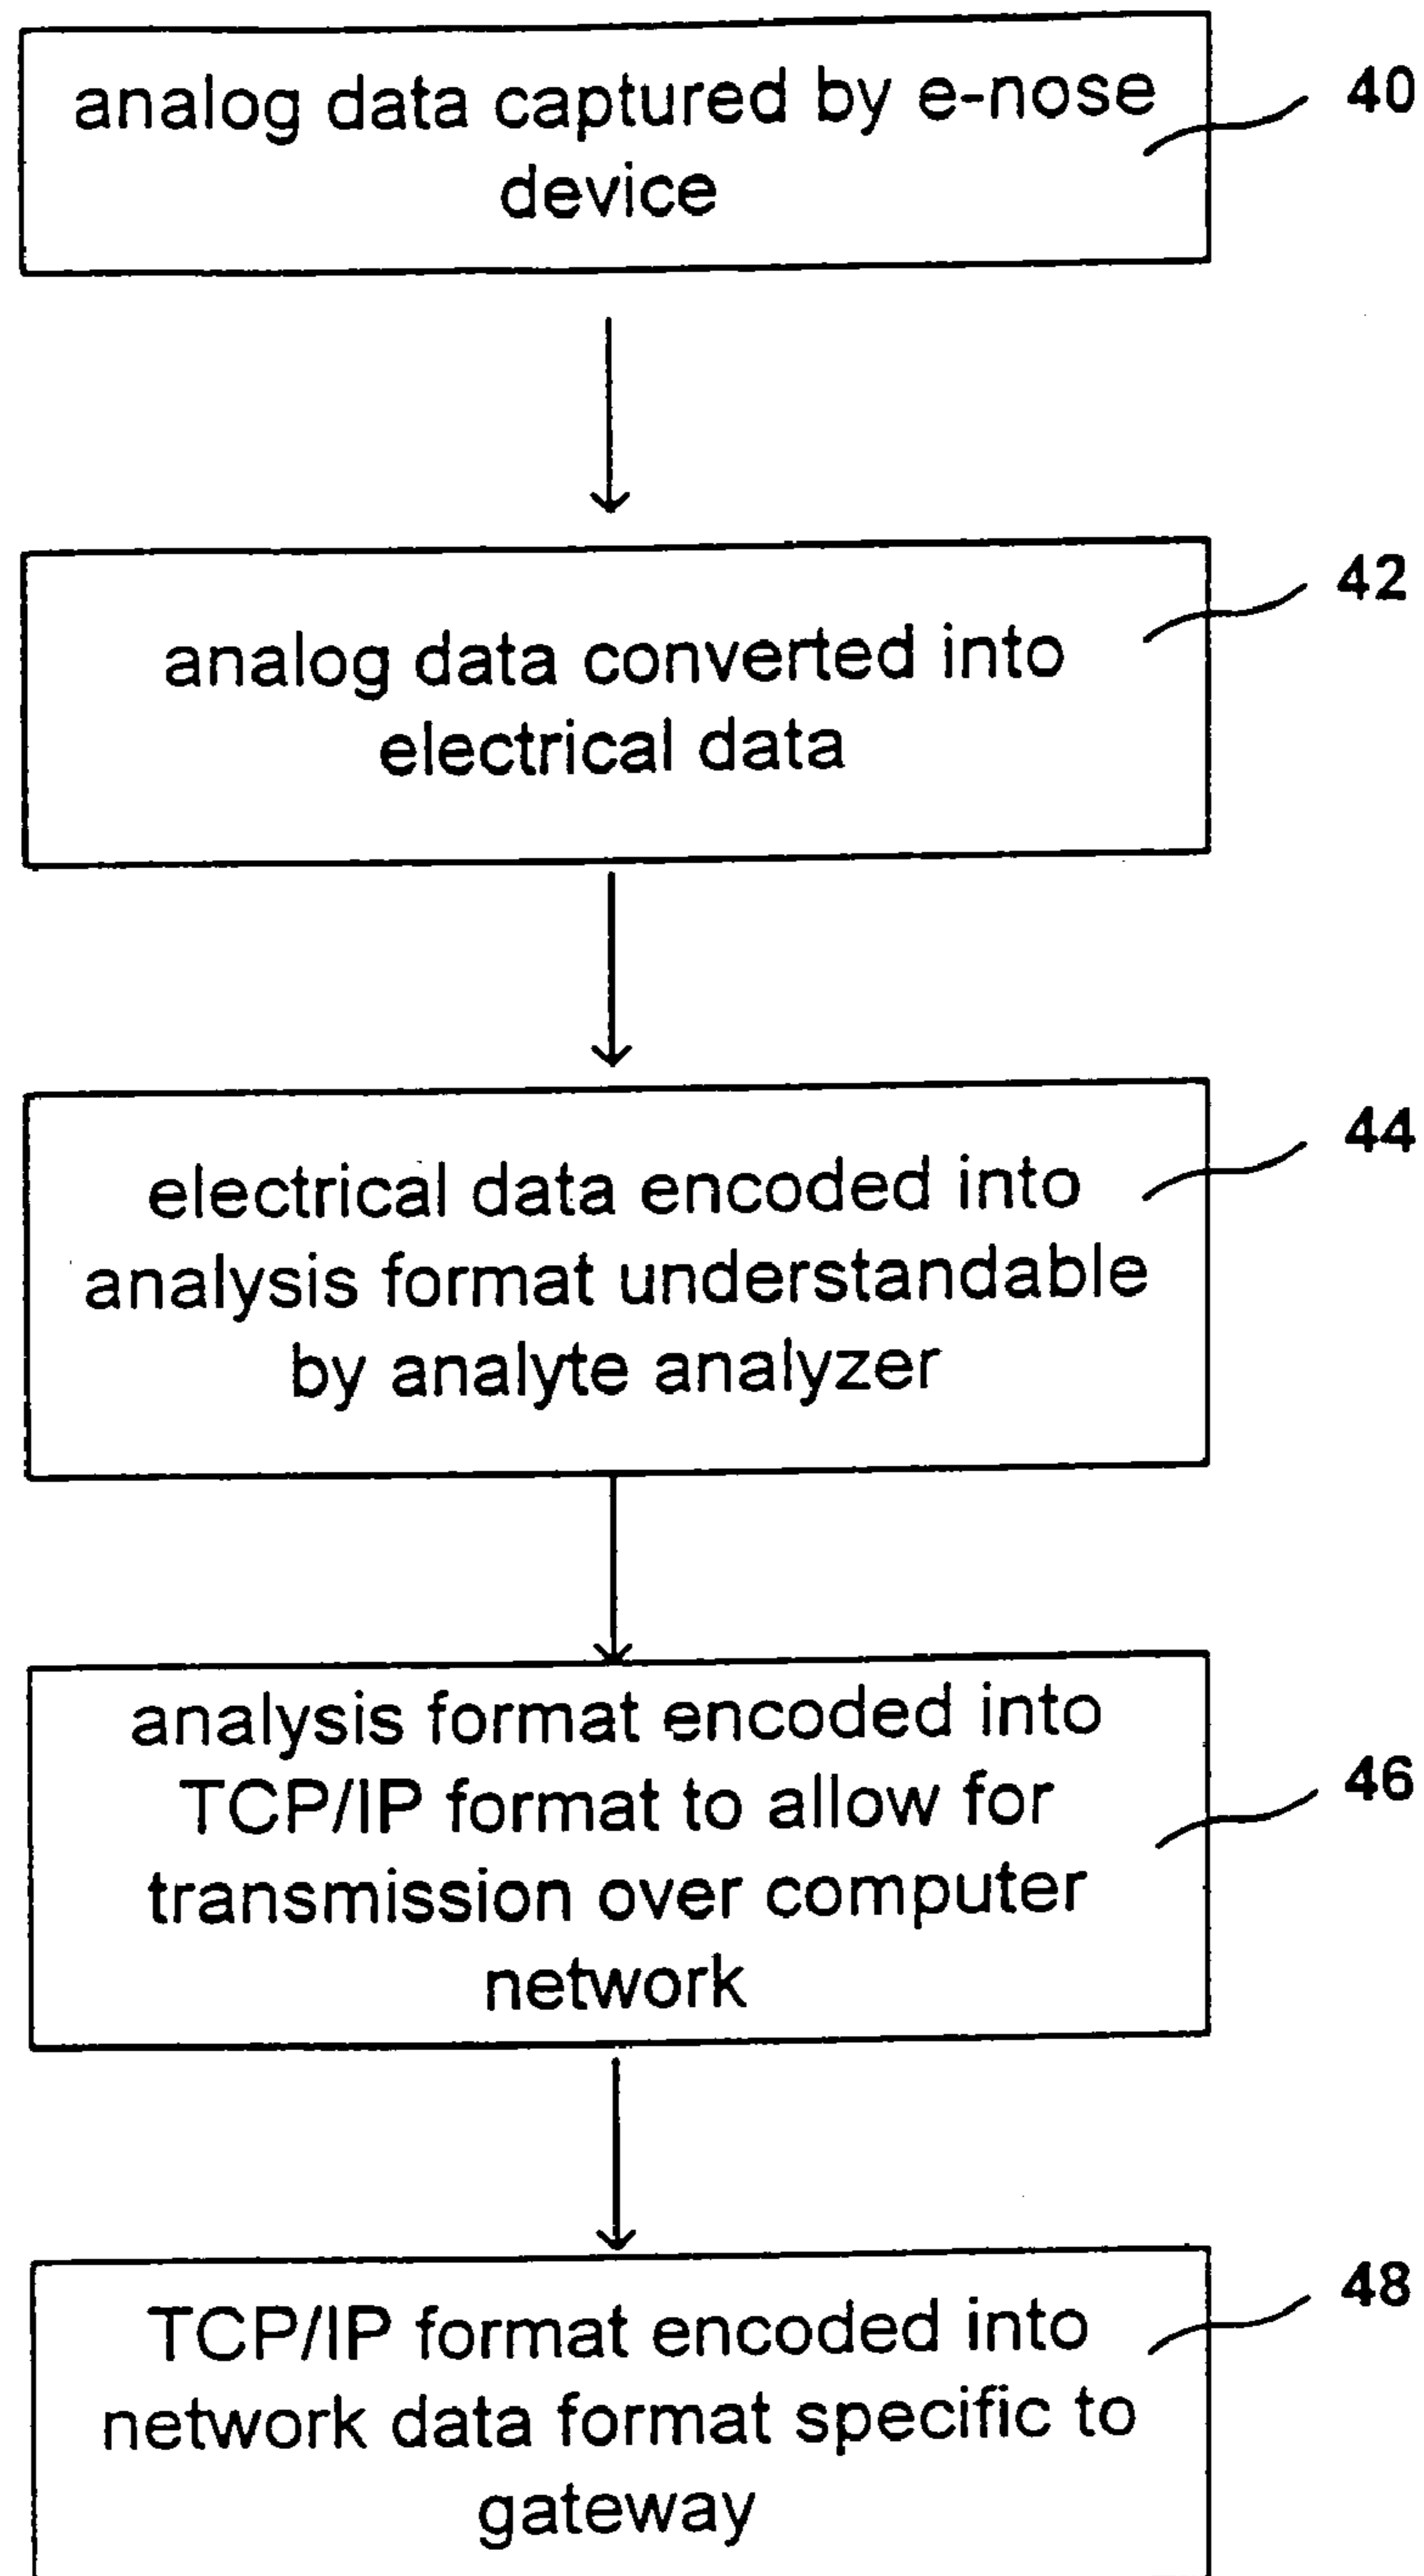 analog data captured by e-nose
device
40
analog data converted into
electrical data
42
electrical data encoded into
analysis format understandable
by analyte analyzer
44
analysis format encoded into
TCP/IP format to allow for
transmission over computer
network
46
TCP/IP format encoded into
network data format specific to
gateway
48